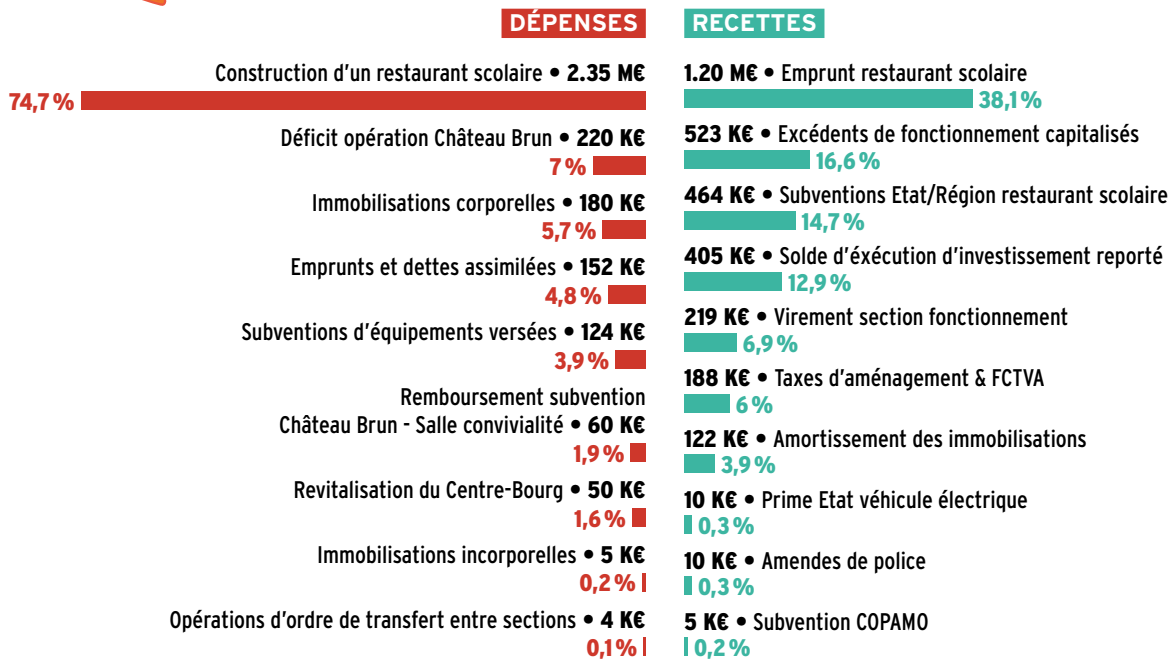 DÉPENSES
Construction d'un restaurant scolaire • 2.35 M€
74,7 %
Déficit opération Château Brun • 220 K€
7 %
Immobilisations corporelles • 180 K€
5,7 %
Emprunts et dettes assimilées • 152 K€
4,8 %
Subventions d'équipements versées • 124 K€
3,9 %
Remboursement subvention
Château Brun - Salle convivialité • 60 K€
1,9 %
Revitalisation du Centre-Bourg • 50 K€
1,6 %
Immobilisations incorporelles • 5 K€
0,2 %
Opérations d'ordre de transfert entre sections • 4 K€
0,1 %
RECETTES
1.20 M€ • Emprunt restaurant scolaire
38,1 %
523 K€ • Excédents de fonctionnement capitalisés
16,6 %
464 K€ • Subventions Etat/Région restaurant scolaire
14,7 %
405 K€ • Solde d'éxécution d'investissement reporté
12,9 %
219 K€ • Virement section fonctionnement
6,9 %
188 K€ • Taxes d'aménagement & FCTVA
6 %
122 K€ • Amortissement des immobilisations
3,9 %
10 K€ • Prime Etat véhicule électrique
0,3 %
10 K€ • Amendes de police
0,3 %
5 K€ • Subvention COPAMO
0,2 %